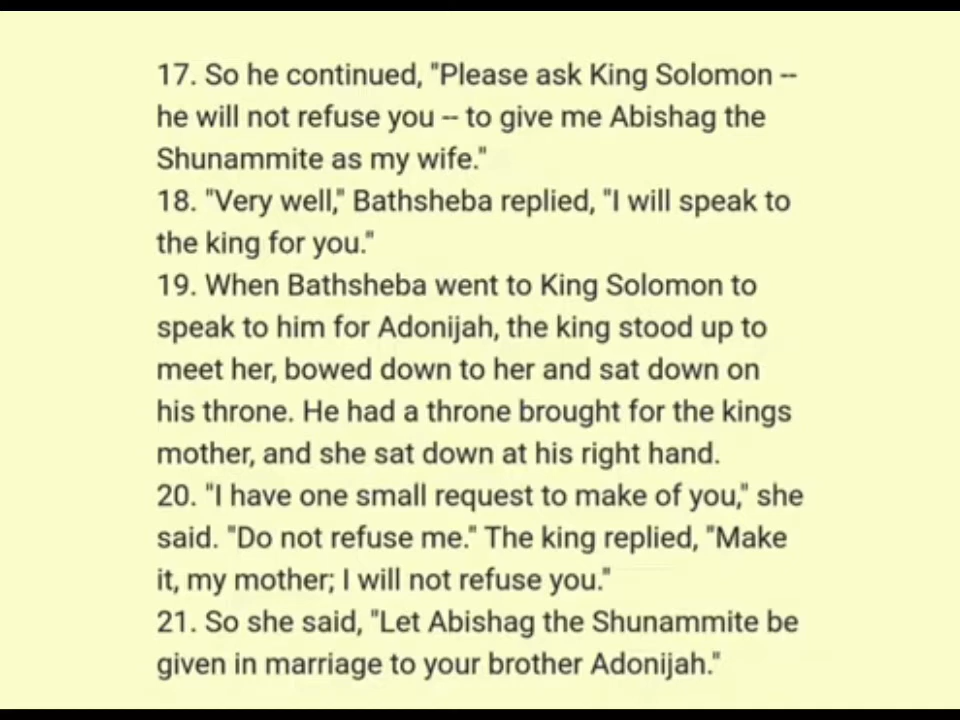 17. So he continued, "Please ask King Solomon --
he will not refuse you -- to give me Abishag the
Shunammite as my wife."
18. "Very well," Bathsheba replied, "I will speak to
the king for you."
19. When Bathsheba went to King Solomon to
speak to him for Adonijah, the king stood up to
meet her, bowed down to her and sat down on
his throne. He had a throne brought for the kings
mother, and she sat down at his right hand.
20. "I have one small request to make of you," she
said. "Do not refuse me." The king replied, "Make
it, my mother; I will not refuse you."
21. So she said, "Let Abishag the Shunammite be
given in marriage to your brother Adonijah."